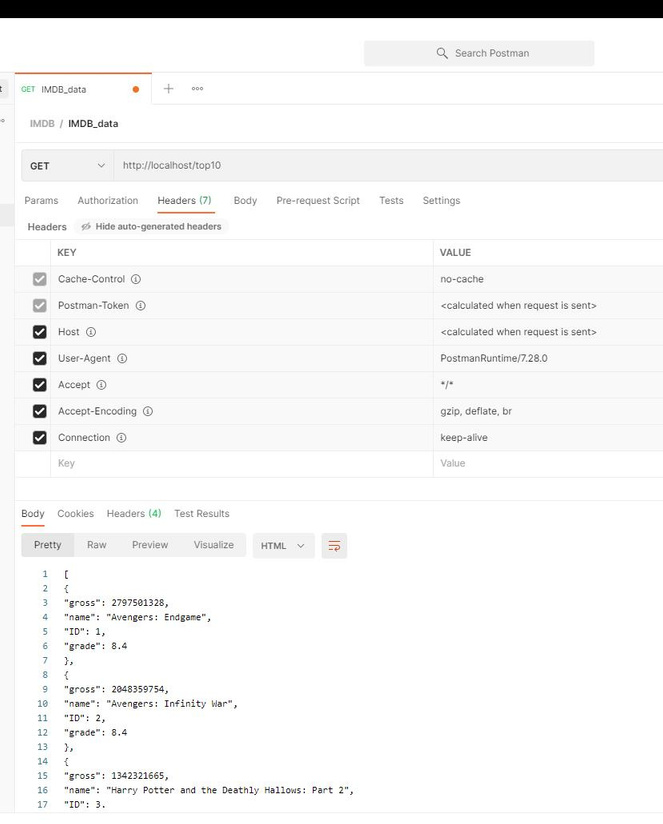 Search Postman
t
GET IMDB_data
IMDB / IMDB_data
GET http://localhost/top10
Params Authorization Headers (7) Body Pre-request Script Tests Settings
Headers Hide auto-generated headers
KEY VALUE
Cache-Control no-cache
Postman-Token <calculated when request is sent>
Host <calculated when request is sent>
User-Agent PostmanRuntime/7.28.0
Accept */*
Accept-Encoding gzip, deflate, br
Connection keep-alive
Key Value
Body Cookies Headers (4) Test Results
Pretty Raw Preview Visualize HTML
1 [
2 {
3 "gross": 2797501328,
4 "name": "Avengers: Endgame",
5 "ID": 1,
6 "grade": 8.4
7 },
8 {
9 "gross": 2048359754,
10 "name": "Avengers: Infinity War",
11 "ID": 2,
12 "grade": 8.4
13 },
14 {
15 "gross": 1342321665,
16 "name": "Harry Potter and the Deathly Hallows: Part 2",
17 "ID": 3,